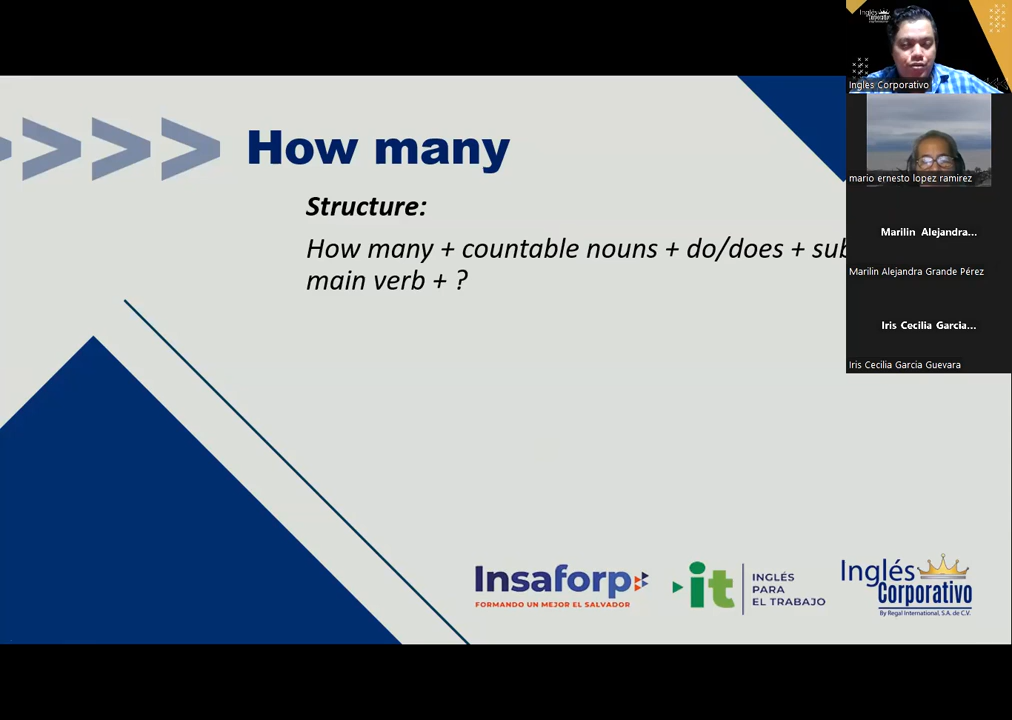 How many
Structure:
How many + countable nouns + do/does +
main verb + ?
Insaforp
FORMANDO UN MEJOR EL SALVADOR
it
INGLÉS
PARA
EL TRABAJO
Inglés
Corporativo
By Regal International, S.A. de C.V.
Inglés Corporativo
mario ernesto lopez ramirez
Marilin Alejandra...
Marilin Alejandra Grande Pérez
Iris Cecilia Garcia...
Iris Cecilia Garcia Guevara